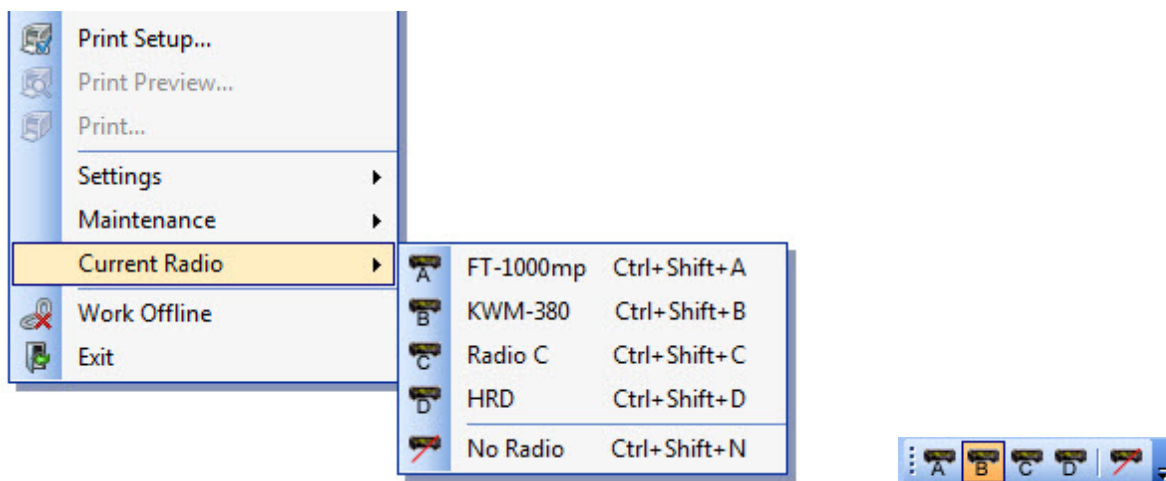 Print Setup...
Print Preview...
Print...
Settings
Maintenance
Current Radio
Work Offline
Exit
A FT-1000mp Ctrl+Shift+A
B KWM-380 Ctrl+Shift+B
C Radio C Ctrl+Shift+C
D HRD Ctrl+Shift+D
No Radio Ctrl+Shift+N
A B C D